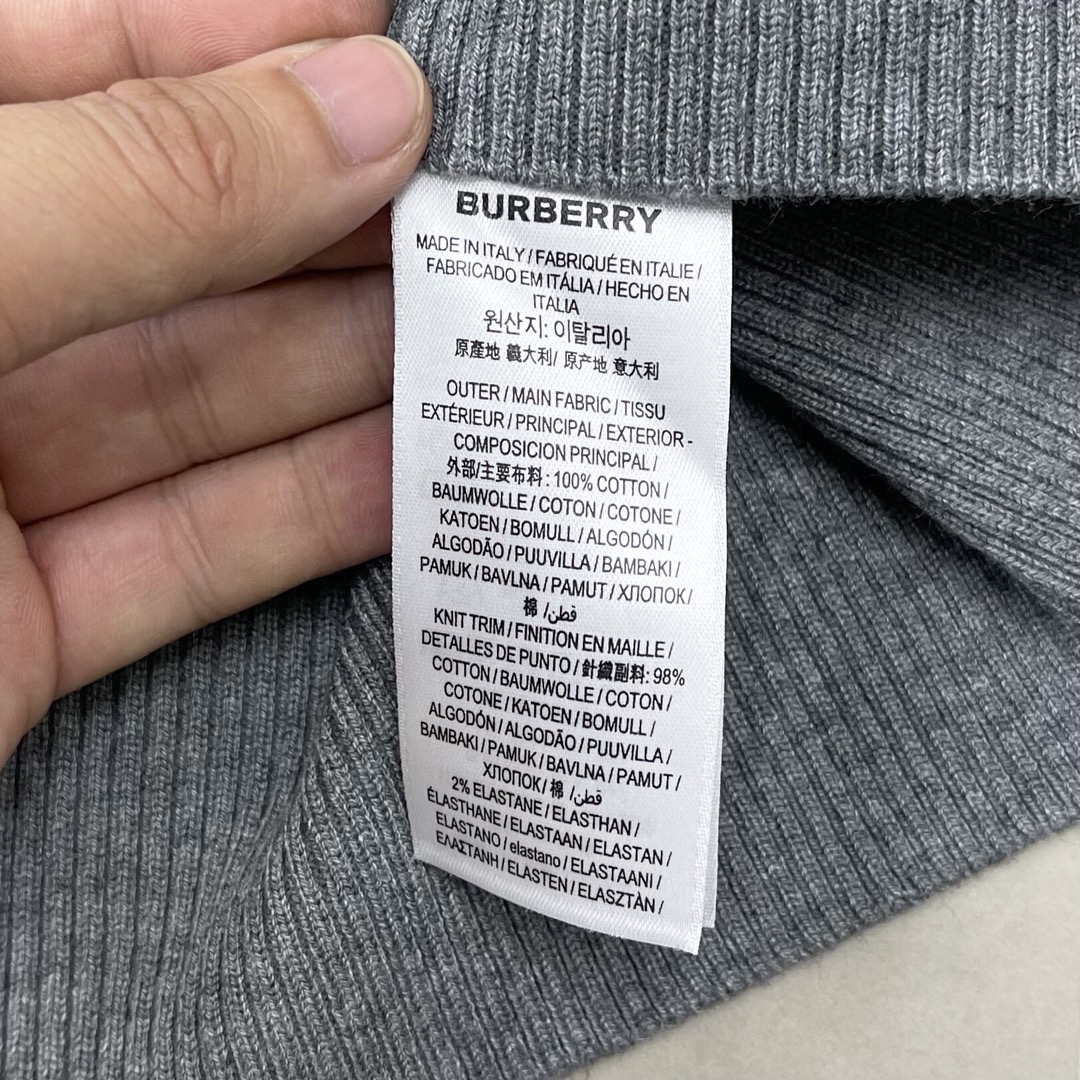 BURBERRY
MADE IN ITALY / FABRIQUÉ EN ITALIE /
FABRICADO EM ITÁLIA / HECHO EN
ITALIA
원산지: 이탈리아
原產地 義大利/ 原产地 意大利
OUTER / MAIN FABRIC / TISSU
EXTÉRIEUR / PRINCIPAL / EXTERIOR -
COMPOSICION PRINCIPAL /
外部/主要布料 : 100% COTTON /
BAUMWOLLE / COTON / COTONE /
KATOEN / BOMULL / ALGODÓN /
ALGODÃO / PUUVILLA / BAMBAKI /
PAMUK / BAVLNA / PAMUT / ХЛОПОК /
棉 /قطن
KNIT TRIM / FINITION EN MAILLE /
DETALLES DE PUNTO / 針織副料: 98%
COTTON / BAUMWOLLE / COTON /
COTONE / KATOEN / BOMULL /
ALGODÓN / ALGODÃO / PUUVILLA /
BAMBAKI / PAMUK / BAVLNA / PAMUT /
ХЛОПОК/ 棉 /قطن
2% ELASTANE / ELASTHAN /
ÉLASTHANE / ELASTAAN / ELASTAN /
ELASTANO / elastano / ELASTAANI /
ΕΛΑΣΤΑΝΗ / ELASTEN / ELASZTÀN /